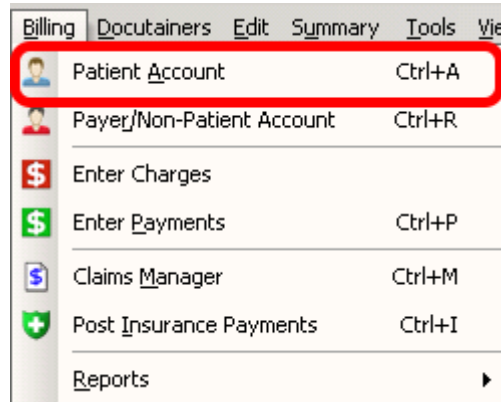 Billing Docutainers Edit Summary Tools
Patient Account Ctrl+A
Payer/Non-Patient Account Ctrl+R
$ Enter Charges
$ Enter Payments Ctrl+P
$ Claims Manager Ctrl+M
Post Insurance Payments Ctrl+I
Reports